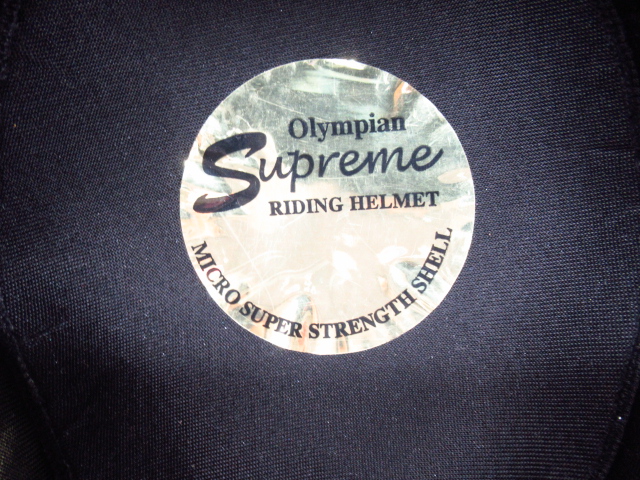 Olympian
Supreme
RIDING HELMET
MICRO SUPER STRENGTH SHELL